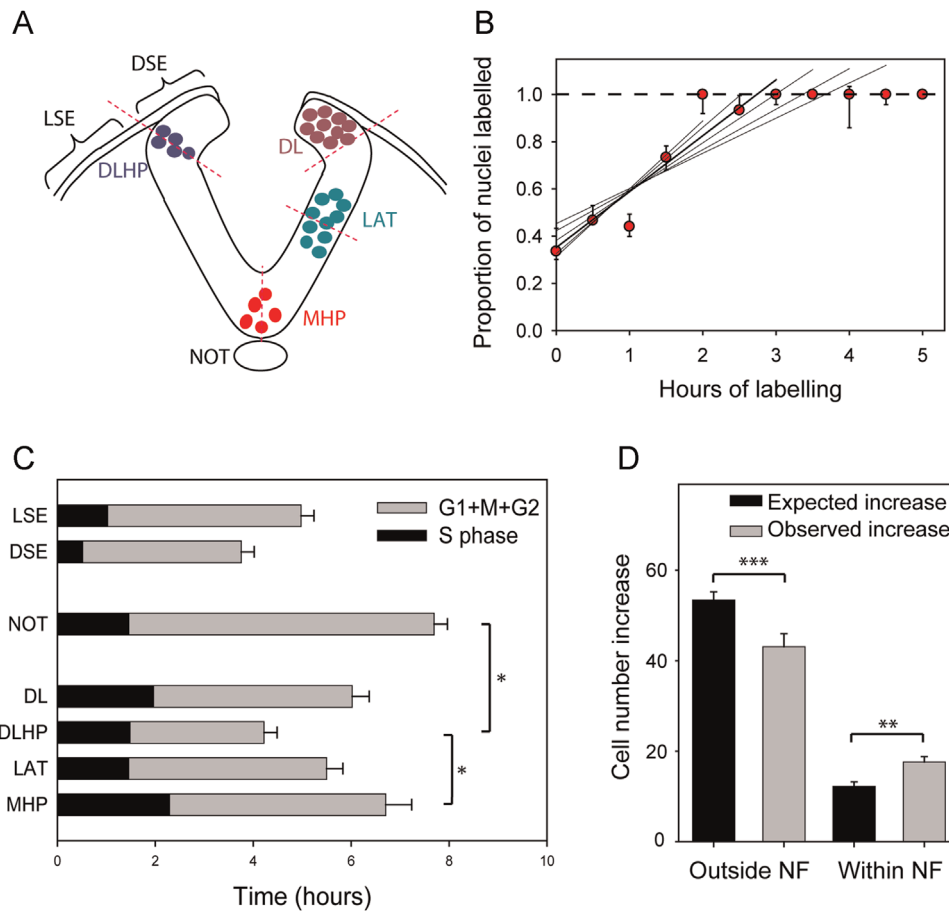 A
DSE
LSE
DLHP
DL
LAT
MHP
NOT
B
Proportion of nuclei labelled
1.0
0.8
0.6
0.4
0.2
0.0
0 1 2 3 4 5
Hours of labelling
C
G1+M+G2
S phase
LSE
DSE
NOT
DL
DLHP
LAT
MHP
*
*
0 2 4 6 8 10
Time (hours)
D
Expected increase
Observed increase
Cell number increase
60
40
20
0
***
**
Outside NF Within NF